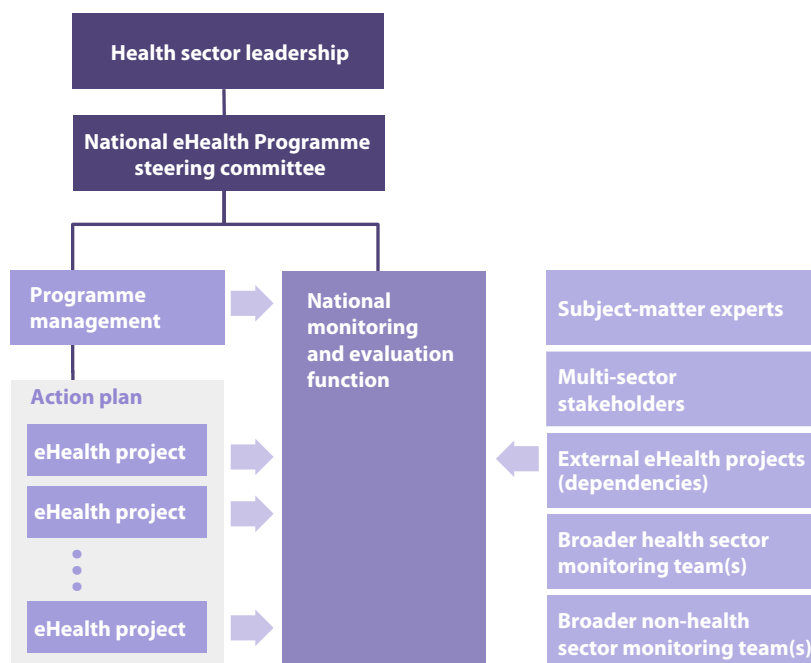 Health sector leadership
National eHealth Programme
steering committee
Programme
management
National
monitoring
and evaluation
function
Subject-matter experts
Multi-sector
stakeholders
External eHealth projects
(dependencies)
Broader health sector
monitoring team(s)
Broader non-health
sector monitoring team(s)
Action plan
eHealth project
eHealth project
eHealth project